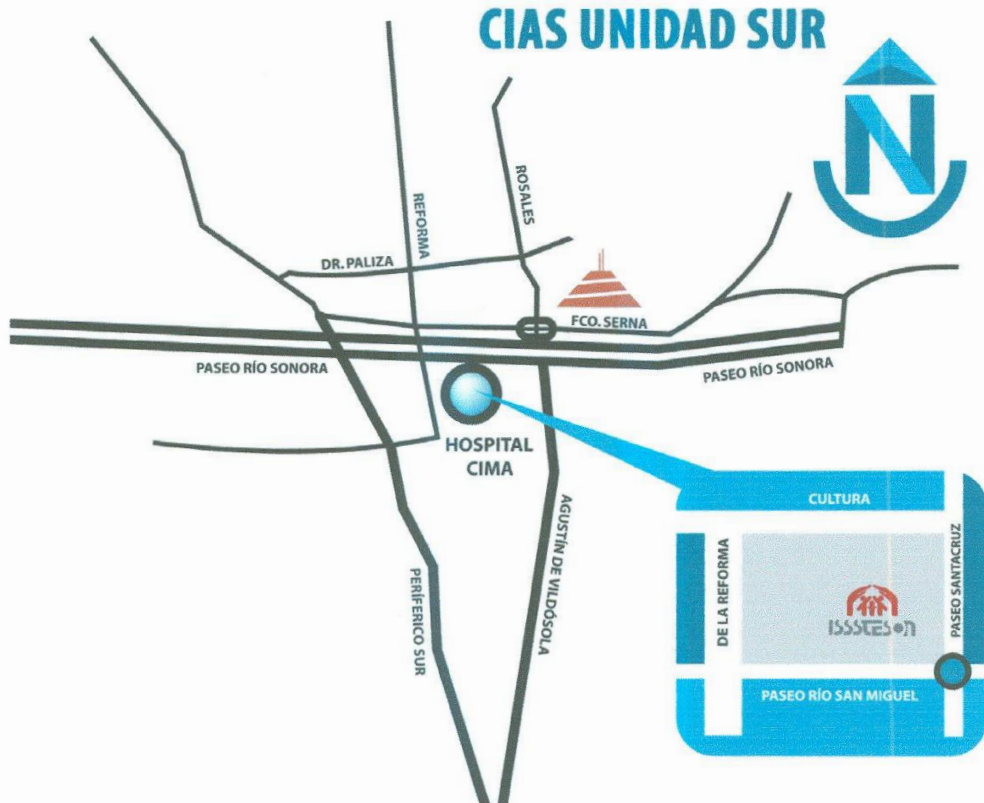 CIAS UNIDAD SUR
N
ROSALES
REFORMA
DR. PALIZA
FCO. SERNA
PASEO RÍO SONORA
PASEO RÍO SONORA
HOSPITAL
CIMA
AGUSTÍN DE VILDÓSOLA
PERÍFERICO SUR
CULTURA
DE LA REFORMA
PASEO SANTACRUZ
ISSSTESON
PASEO RÍO SAN MIGUEL